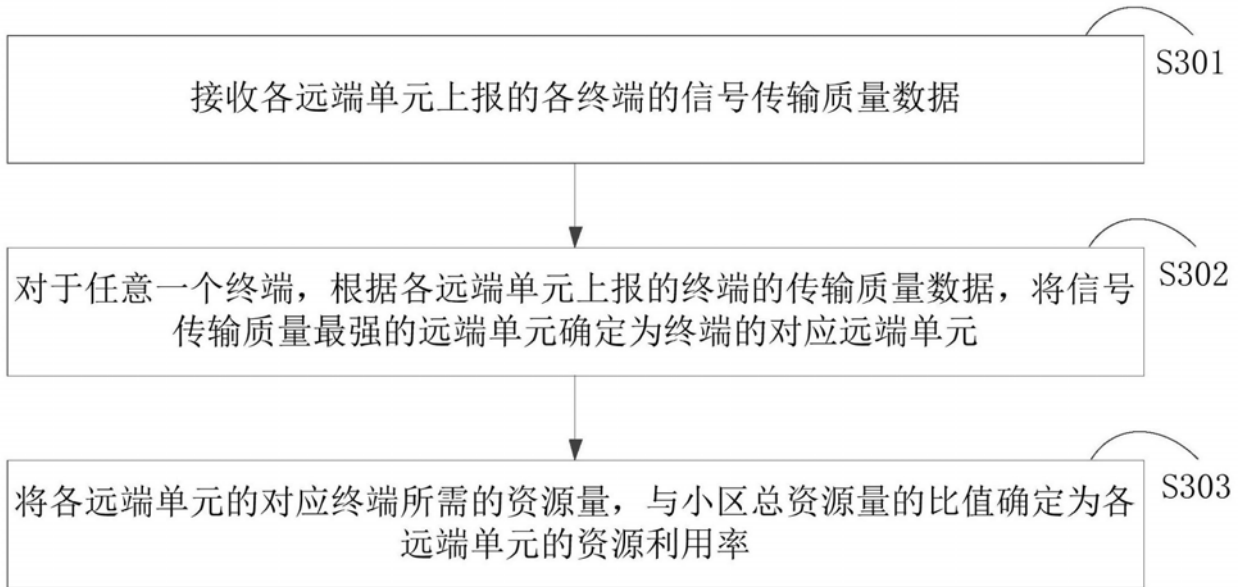 S301
接收各远端单元上报的各终端的信号传输质量数据
S302
对于任意一个终端，根据各远端单元上报的终端的传输质量数据，将信号
传输质量最强的远端单元确定为终端的对应远端单元
S303
将各远端单元的对应终端所需的资源量，与小区总资源量的比值确定为各
远端单元的资源利用率